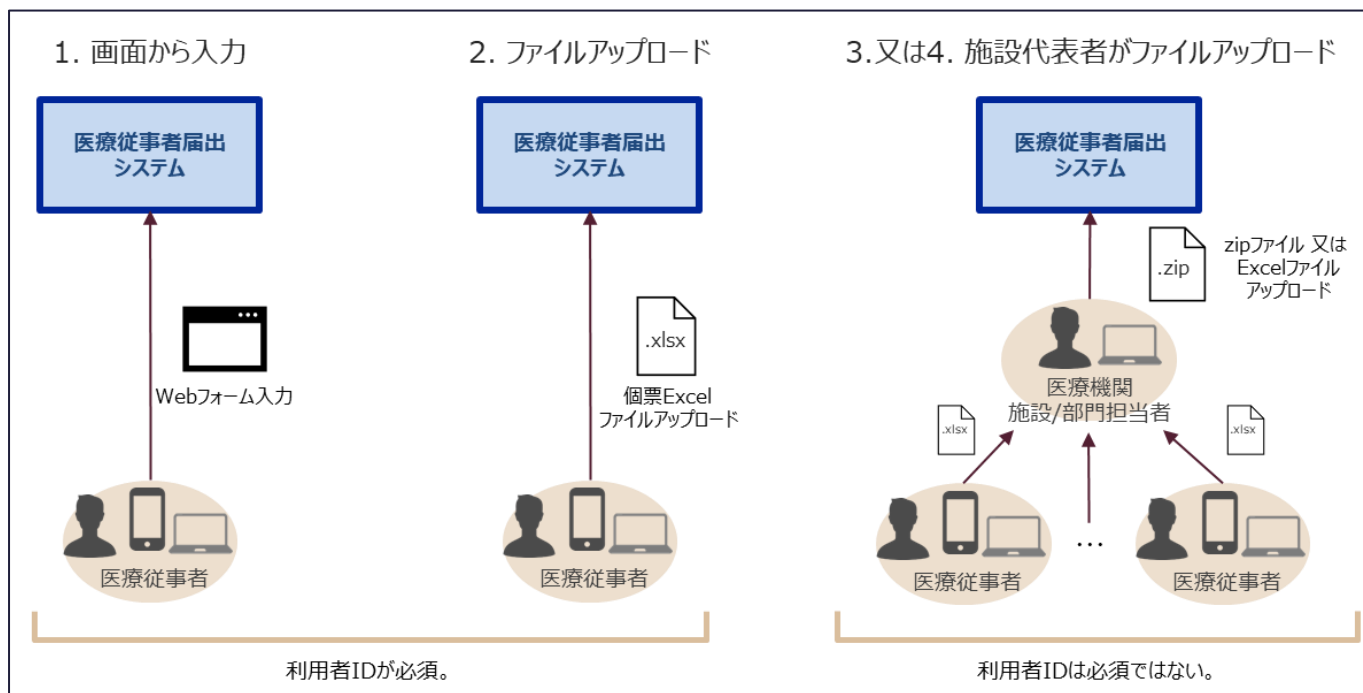 1. 画面から入力
医療従事者届出
システム
Webフォーム入力
医療従事者
2. ファイルアップロード
医療従事者届出
システム
.xlsx
個票Excel
ファイルアップロード
医療従事者
利用者IDが必須。
3.又は4. 施設代表者がファイルアップロード
医療従事者届出
システム
.zip
zipファイル 又は
Excelファイル
アップロード
医療機関
施設/部門担当者
.xlsx
.xlsx
医療従事者
…
医療従事者
利用者IDは必須ではない。